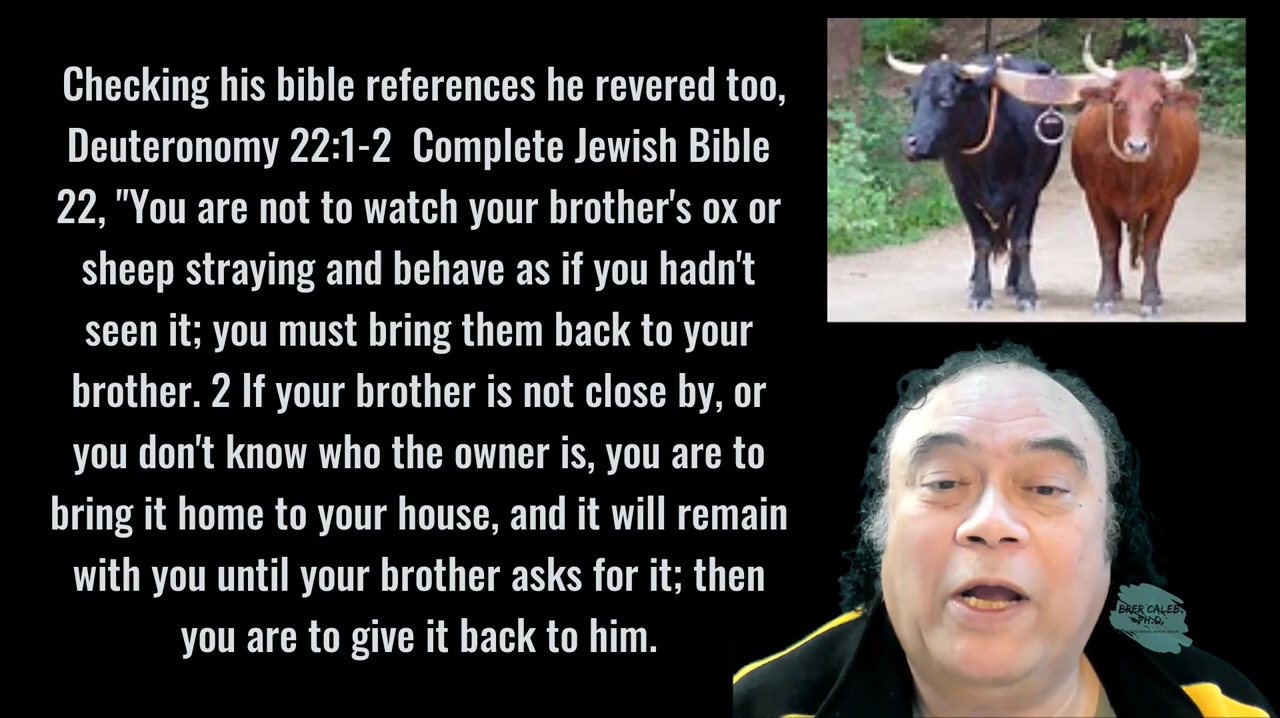 Checking his bible references he revered too,
Deuteronomy 22:1-2 Complete Jewish Bible
22, "You are not to watch your brother's ox or
sheep straying and behave as if you hadn't
seen it; you must bring them back to your
brother. 2 If your brother is not close by, or
you don't know who the owner is, you are to
bring it home to your house, and it will remain
with you until your brother asks for it; then
you are to give it back to him.
BRER CALEB,
PH.D.